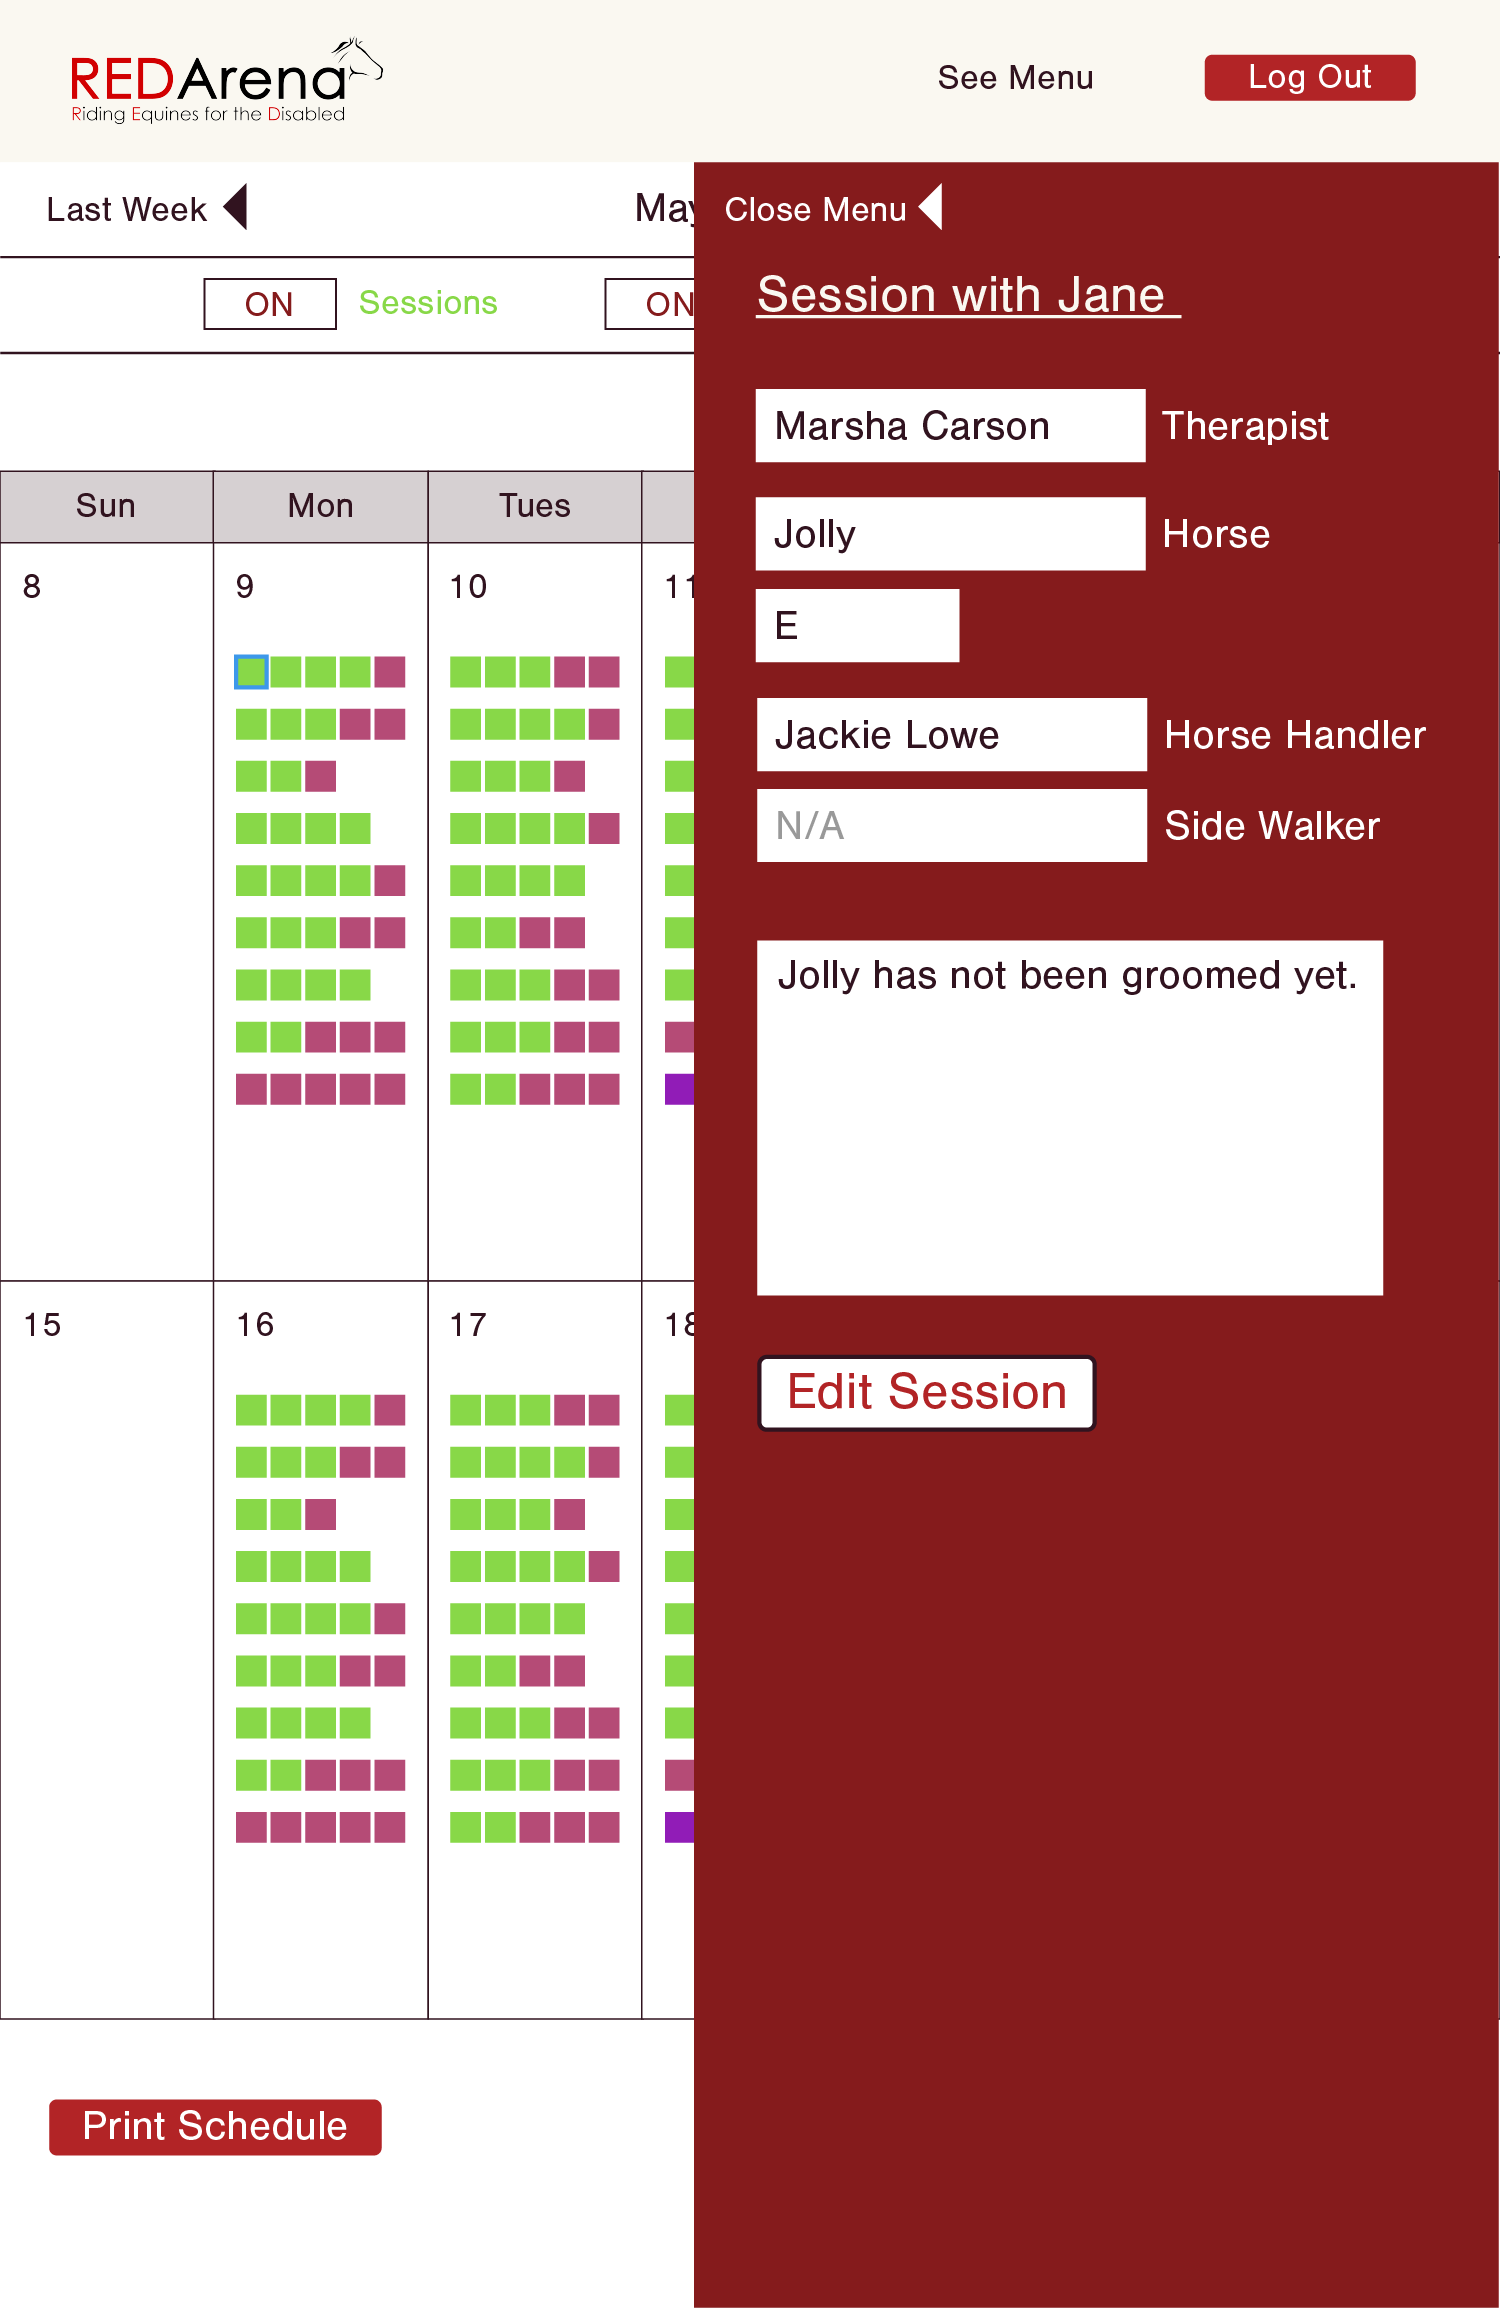 REDArena
Riding Equines for the Disabled
See Menu
Log Out
Last Week
May
ON
Sessions
ON
Close Menu
Session with Jane
Marsha Carson
Therapist
Jolly
Horse
E
Jackie Lowe
Horse Handler
N/A
Side Walker
Jolly has not been groomed yet.
Edit Session
Sun
Mon
Tues
8
9
10
11
15
16
17
18
Print Schedule